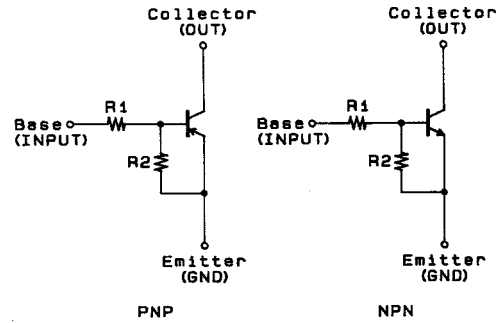 Collector
(OUT)
R1
Base
(INPUT)
R2
Emitter
(GND)
PNP
Collector
(OUT)
R1
Base
(INPUT)
R2
Emitter
(GND)
NPN